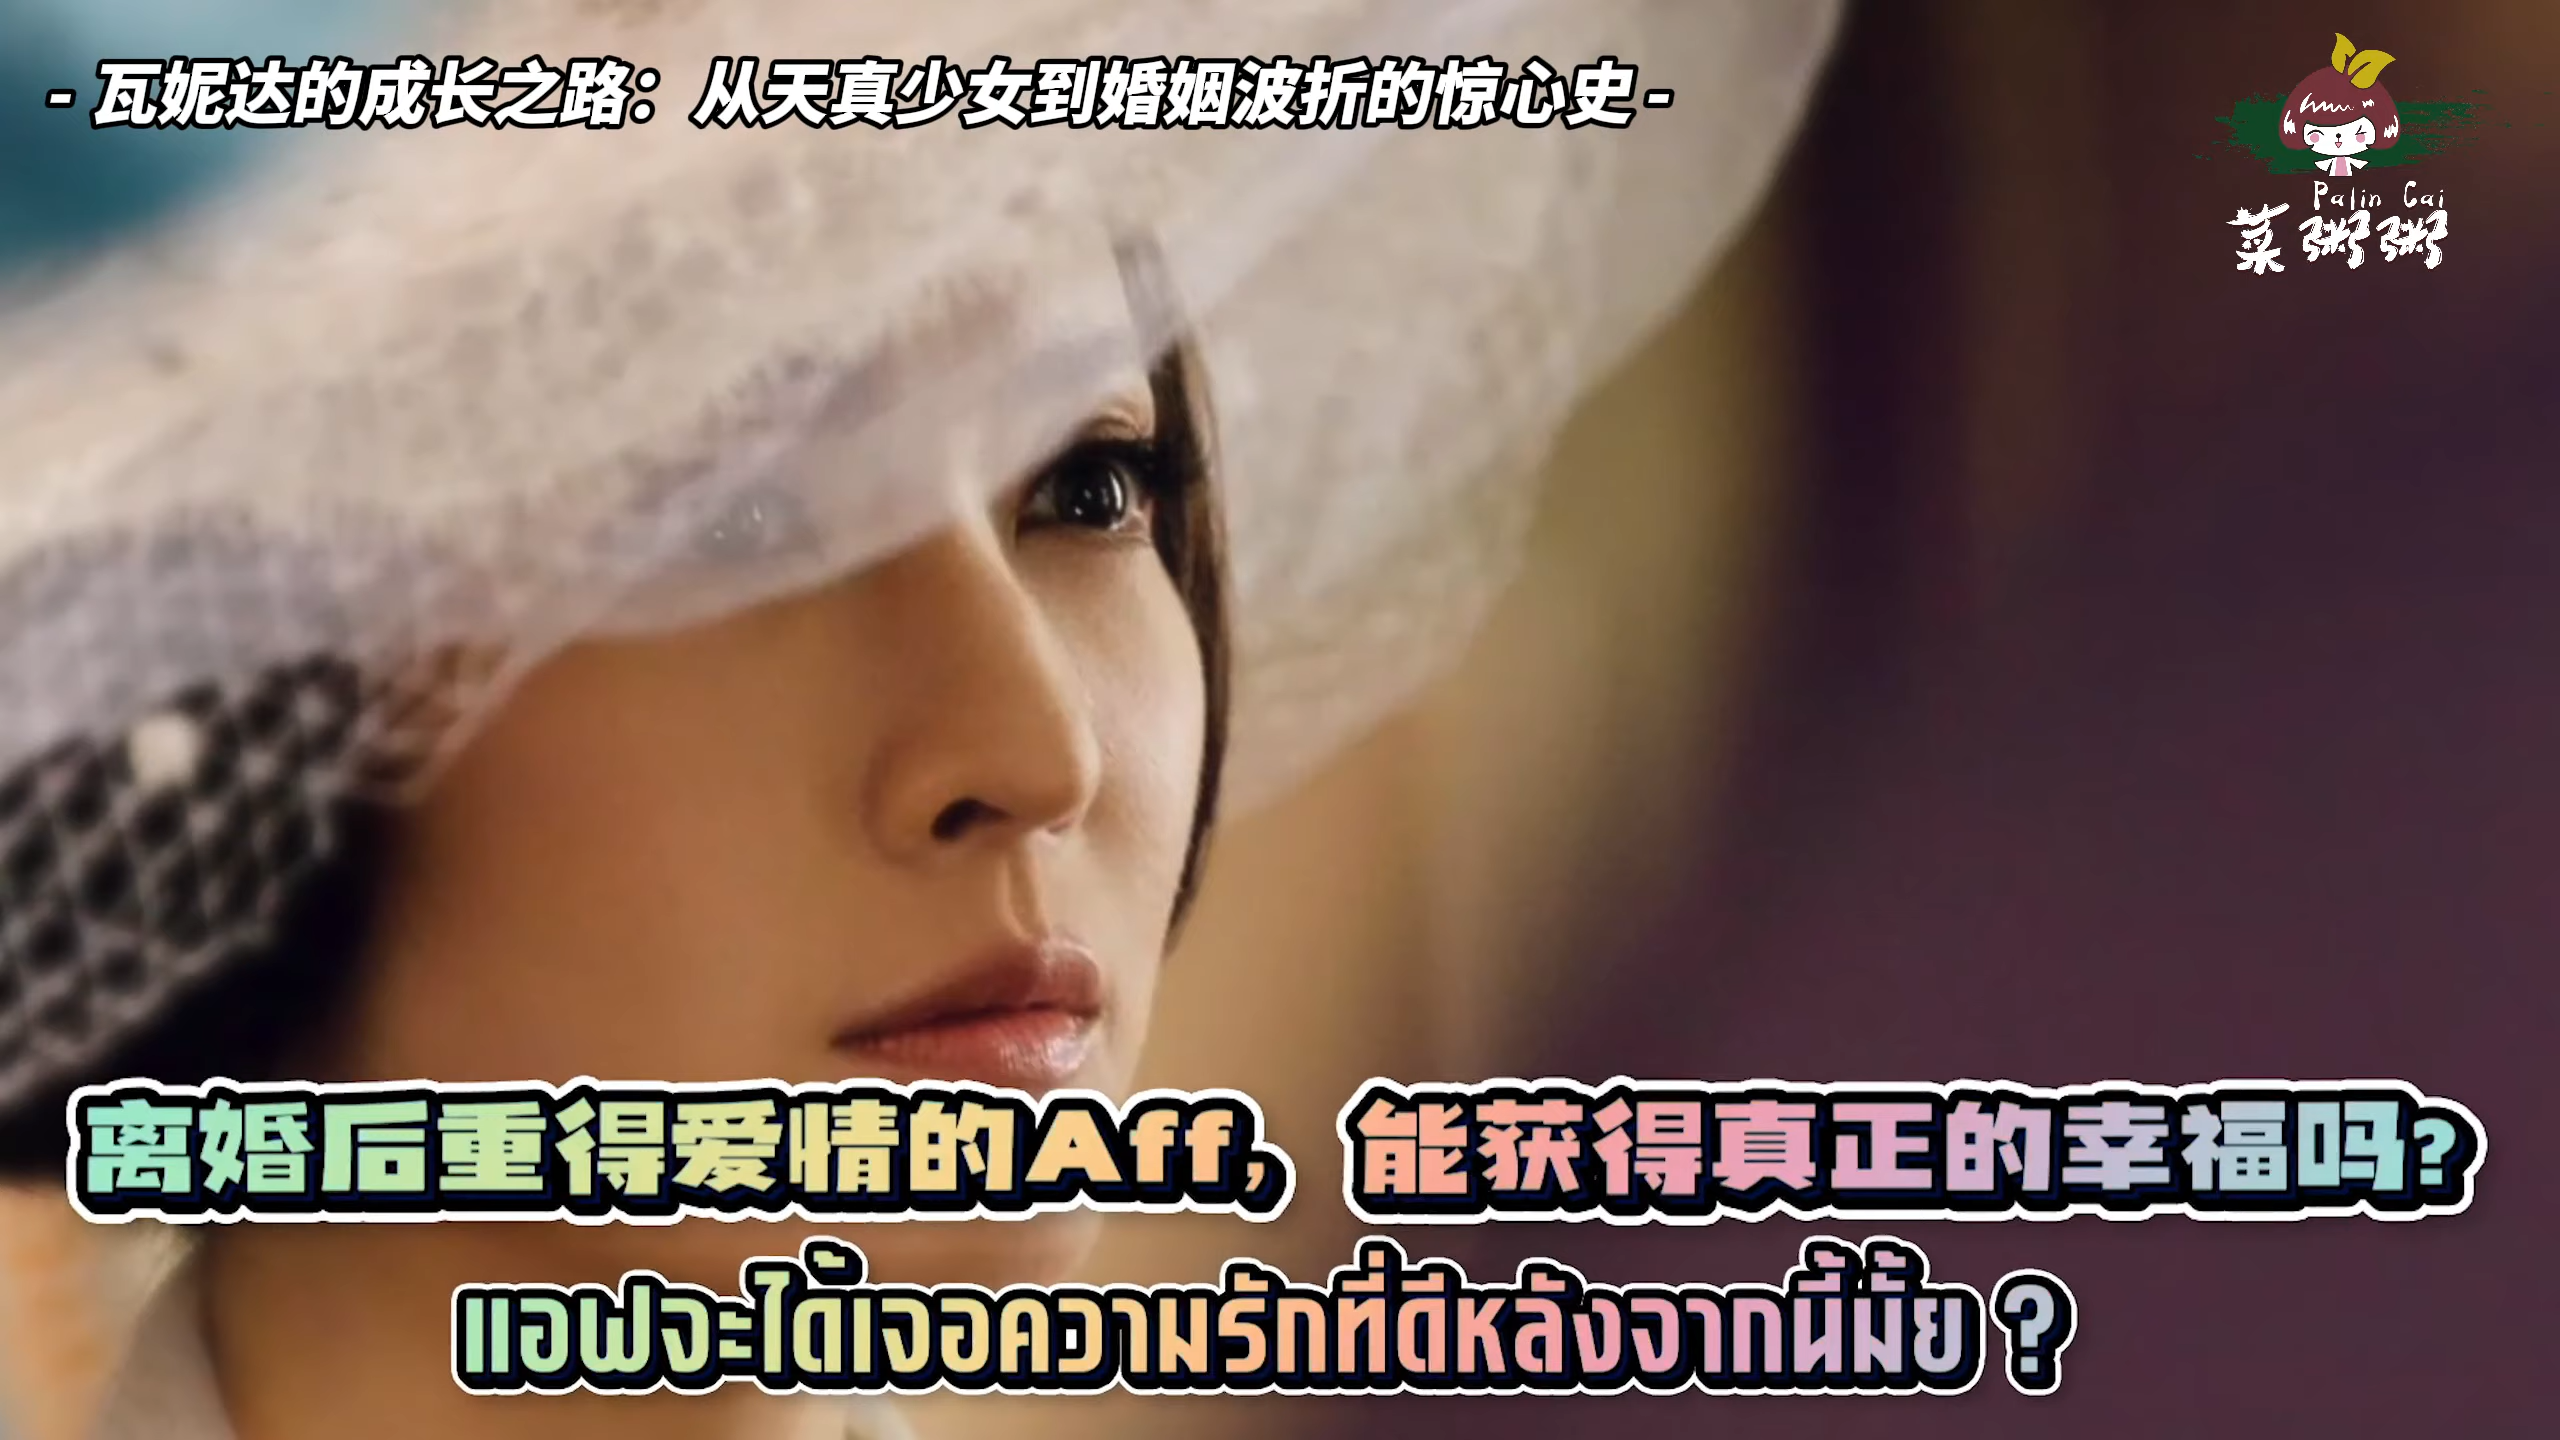 - 瓦妮达的成长之路：从天真少女到婚姻波折的惊心史 -
Palin Cai
菜粥粥
离婚后重得爱情的Aff，能获得真正的幸福吗？
แอฟจะได้เจอความรักที่ดีหลังจากนี้มั้ย ?